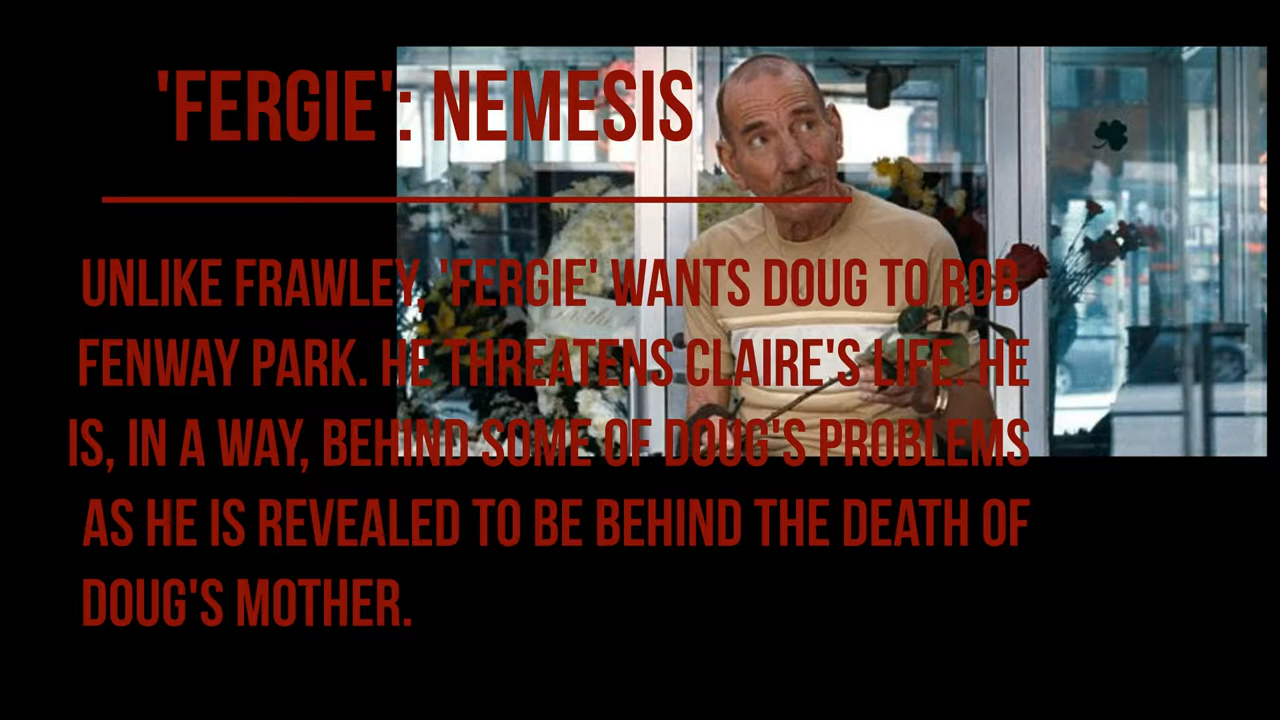 'FERGIE': NEMESIS
UNLIKE FRAWLEY, 'FERGIE' WANTS DOUG TO ROB
FENWAY PARK. HE THREATENS CLAIRE'S LIFE. HE
IS, IN A WAY, BEHIND SOME OF DOUG'S PROBLEMS
AS HE IS REVEALED TO BE BEHIND THE DEATH OF
DOUG'S MOTHER.